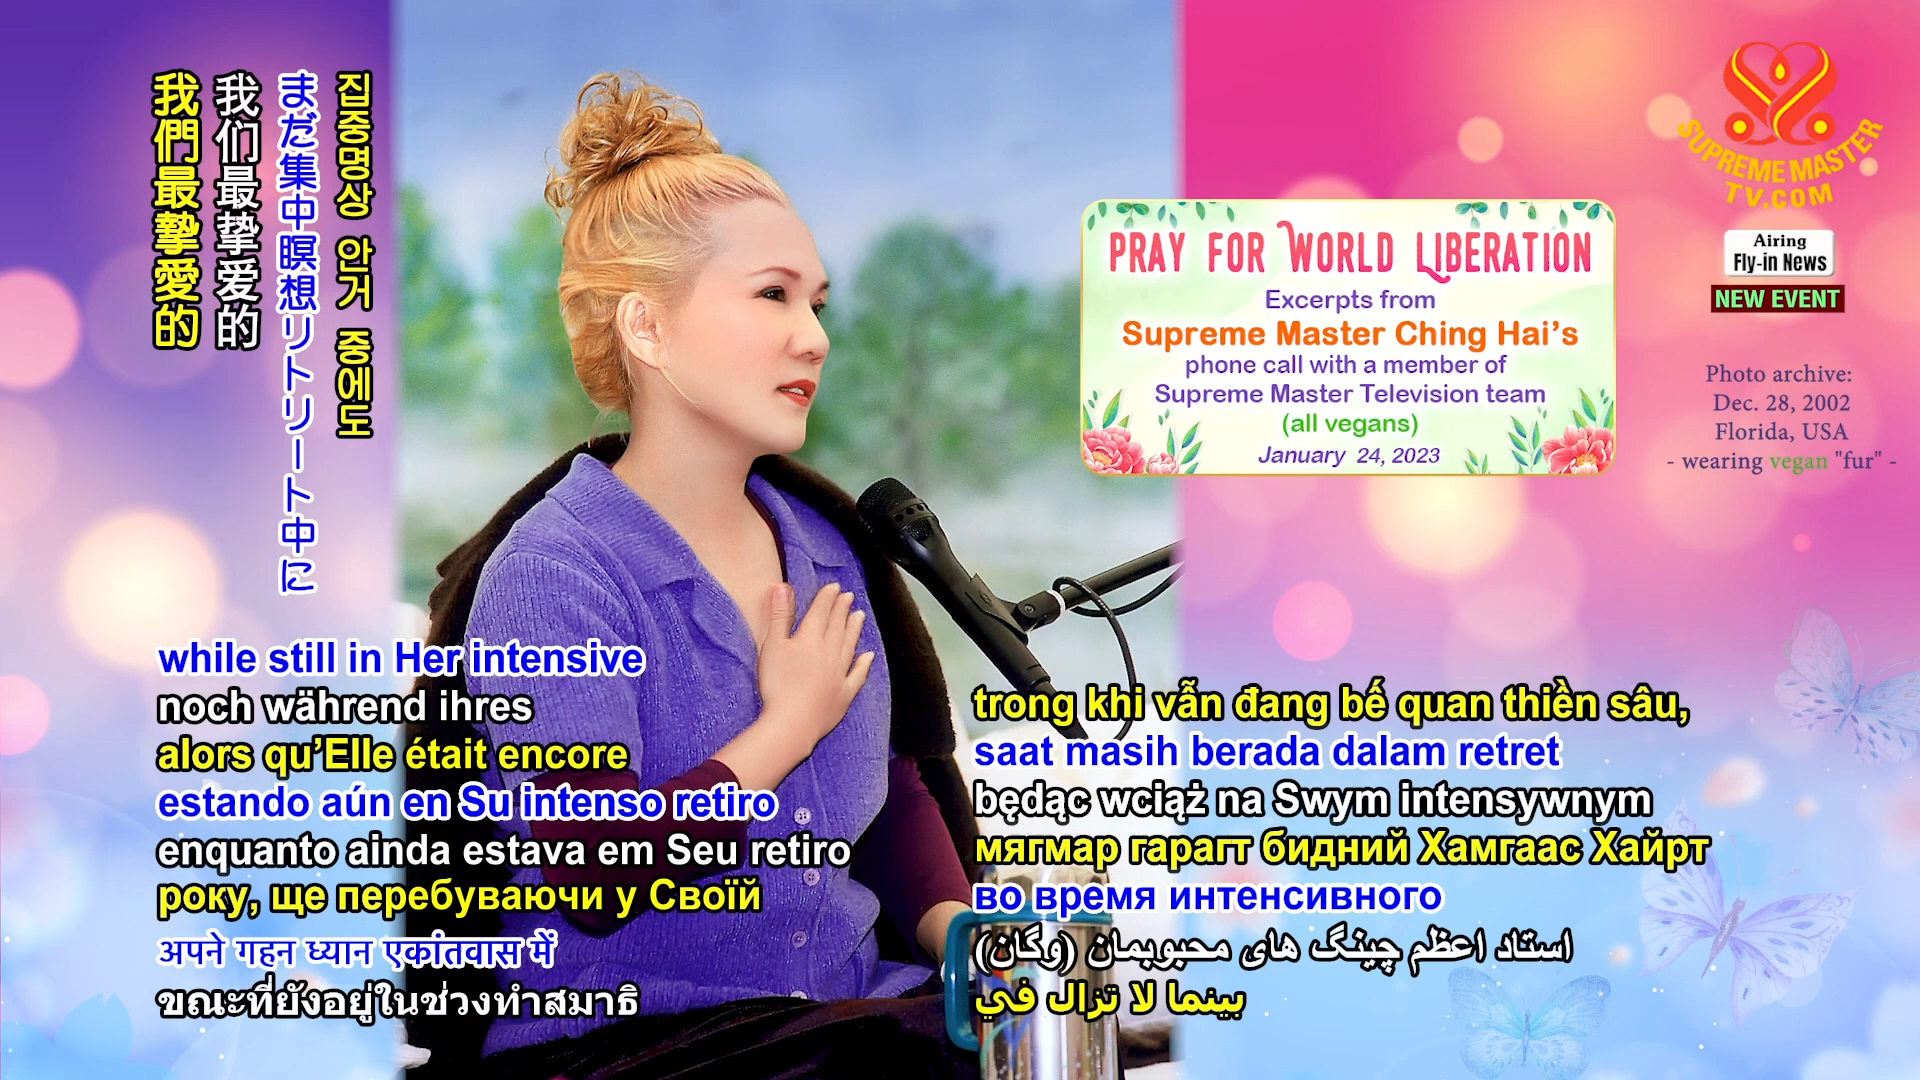 我們最摯愛的
我们最挚爱的
まだ集中瞑想リトリート中に
집중명상 안거 중에도
SUPREME MASTER
TV.COM
Airing
Fly-in News
NEW EVENT
PRAY FOR WORLD LIBERATION
Excerpts from
Supreme Master Ching Hai's
phone call with a member of
Supreme Master Television team
(all vegans)
January 24, 2023
Photo archive:
Dec. 28, 2002
Florida, USA
- wearing vegan "fur" -
while still in Her intensive
noch während ihres
alors qu’Elle était encore
estando aún en Su intenso retiro
enquanto ainda estava em Seu retiro
року, ще перебуваючи у Своїй
अपने गहन ध्यान एकांतवास में
ขณะที่ยังอยู่ในช่วงทำสมาธิ
trong khi vẫn đang bế quan thiền sâu,
saat masih berada dalam retret
będąc wciąż na Swym intensywnym
мягмар гарагт бидний Хамгаас Хайрт
во время интенсивного
استاد اعظم چینگ های محبوبمان (وگان)
بينما لا تزال في